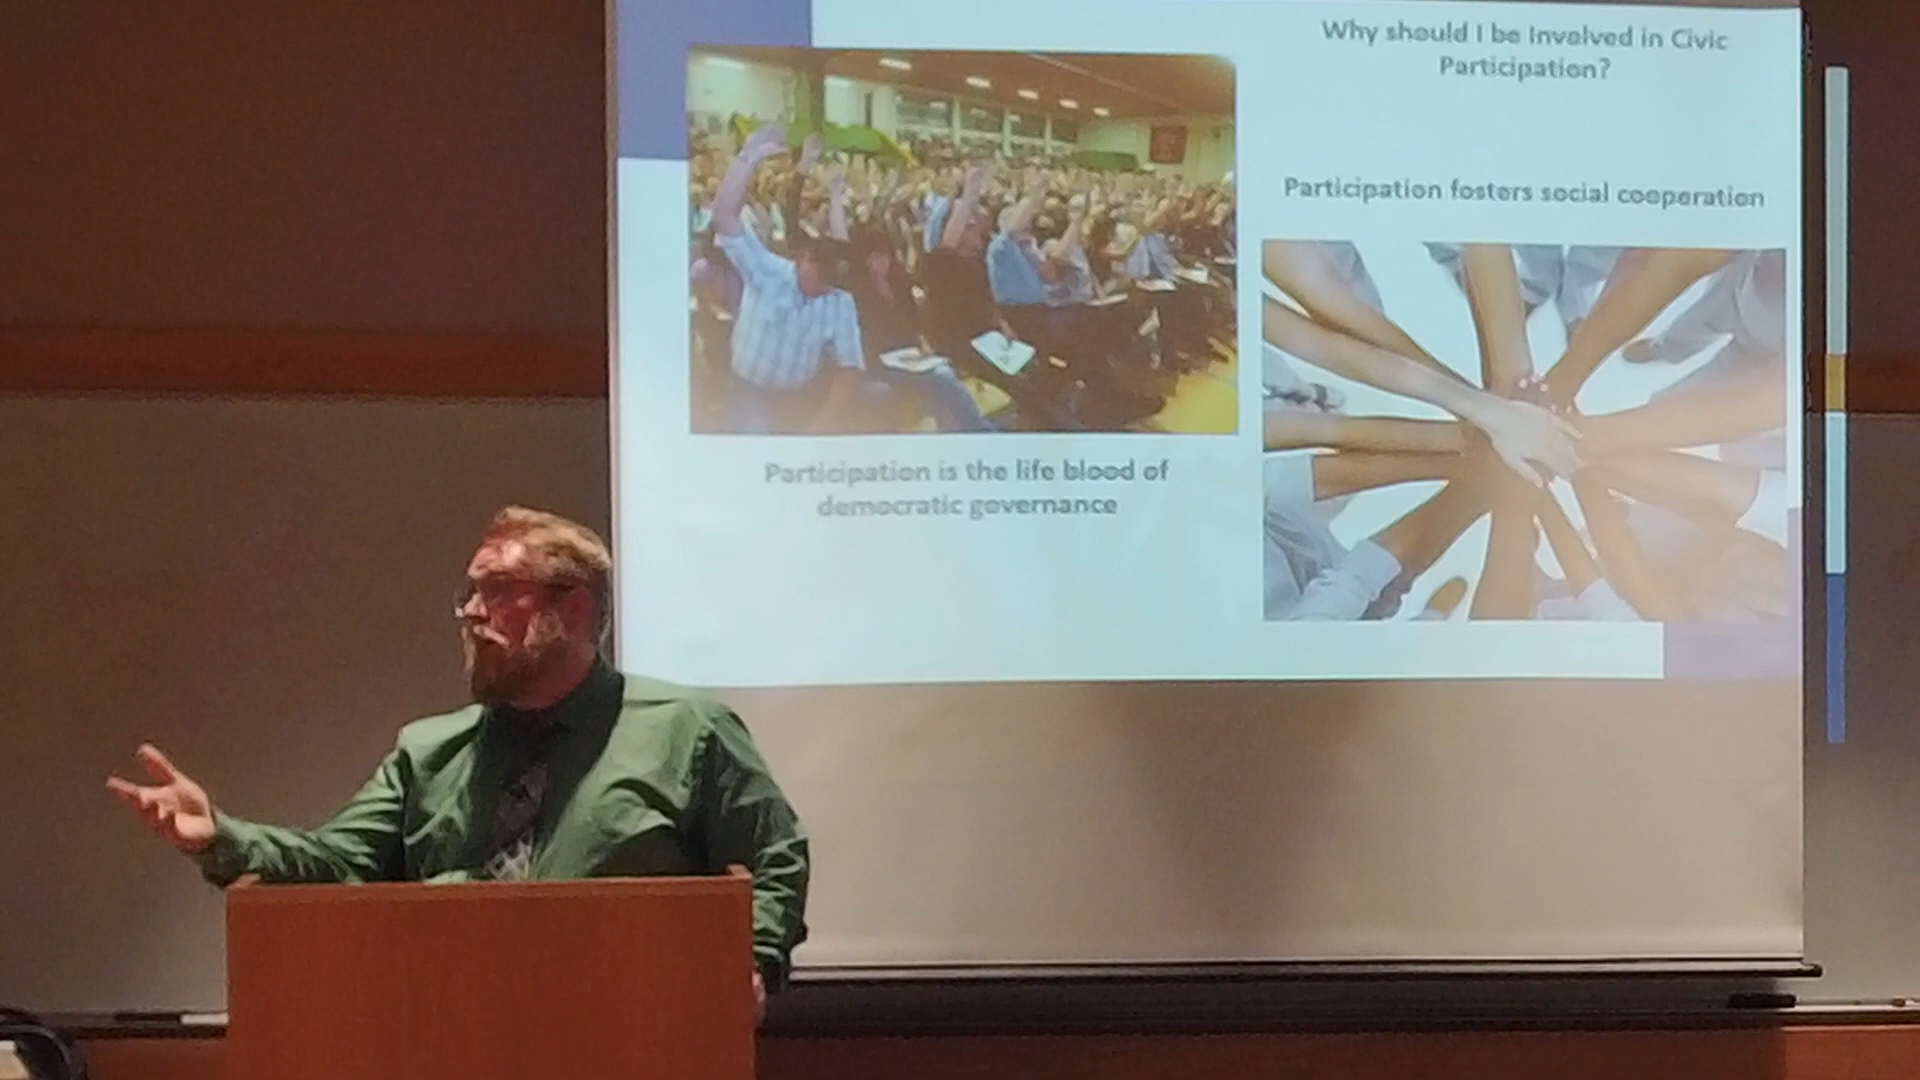 Why should I be Involved in Civic
Participation?
Participation fosters social cooperation
Participation is the life blood of
democratic governance